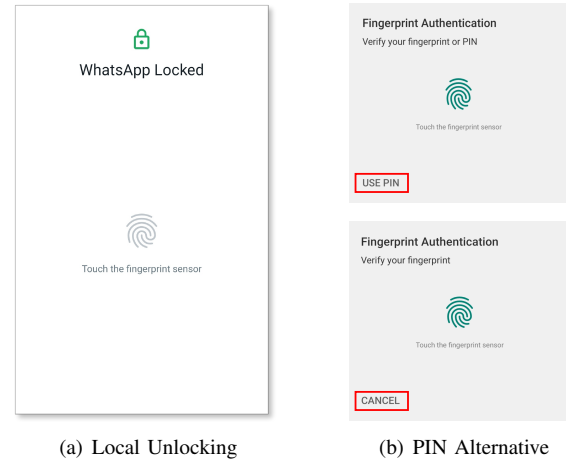 WhatsApp Locked
Touch the fingerprint sensor
(a) Local Unlocking
Fingerprint Authentication
Verify your fingerprint or PIN
Touch the fingerprint sensor
USE PIN
Fingerprint Authentication
Verify your fingerprint
Touch the fingerprint sensor
CANCEL
(b) PIN Alternative